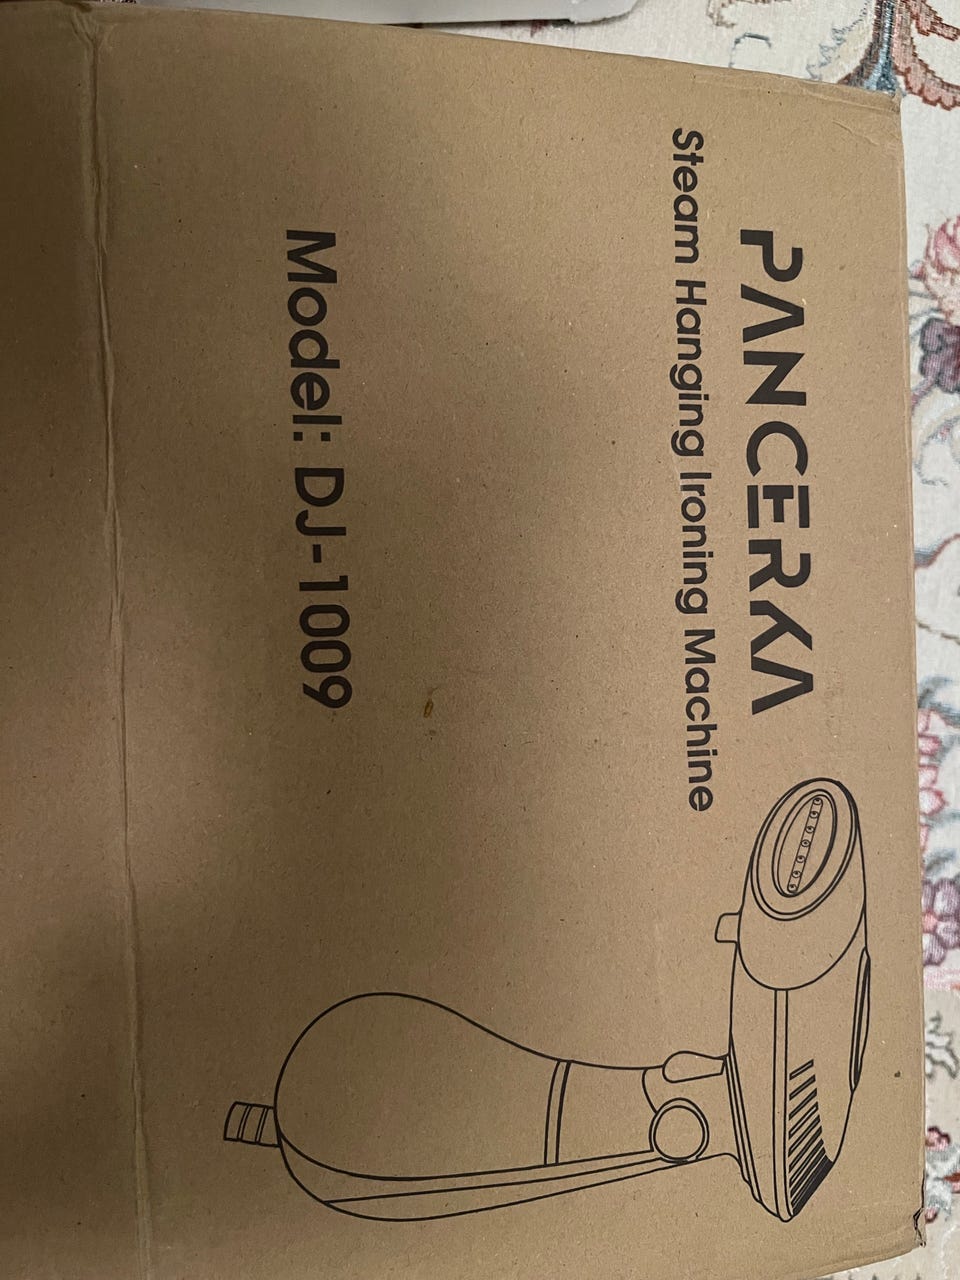 PANCERKA
Steam Hanging Ironing Machine
Model: DJ-1009